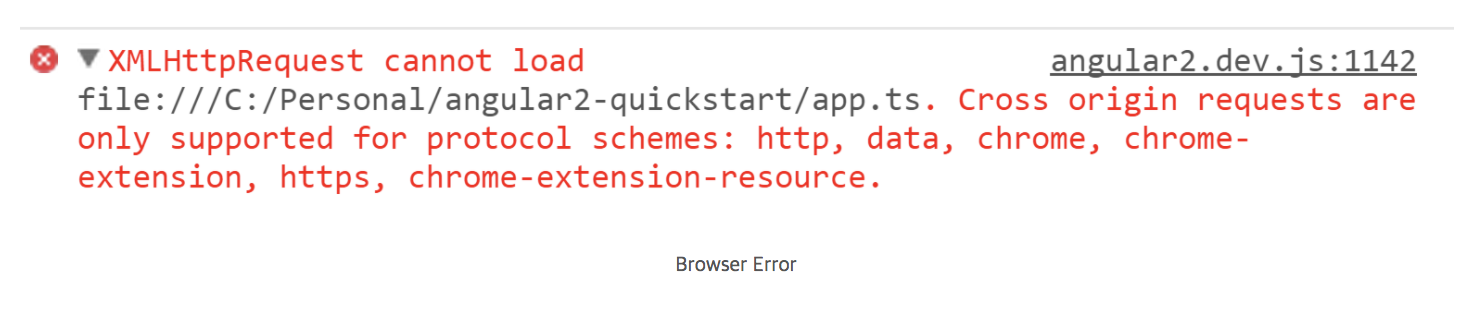 XMLHttpRequest cannot load angular2.dev.js:1142
file:///C:/Personal/angular2-quickstart/app.ts. Cross origin requests are
only supported for protocol schemes: http, data, chrome, chrome-
extension, https, chrome-extension-resource.
Browser Error